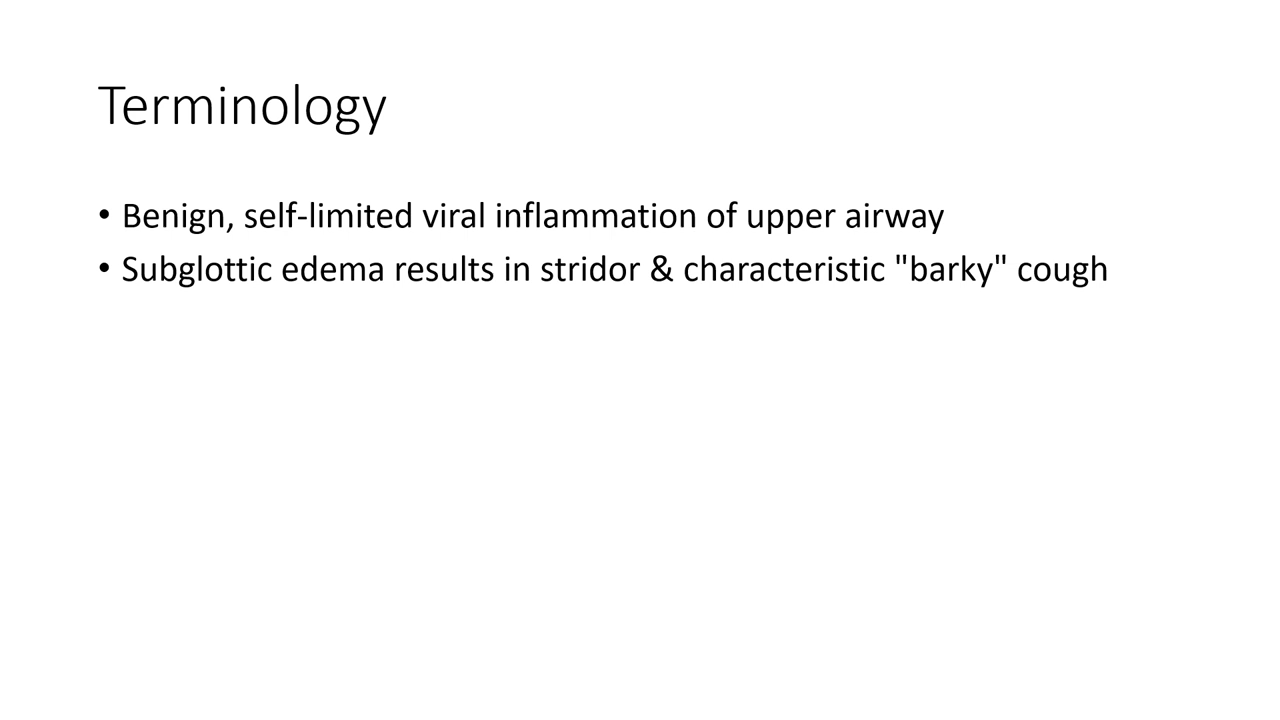 Terminology
• Benign, self-limited viral inflammation of upper airway
• Subglottic edema results in stridor & characteristic "barky" cough